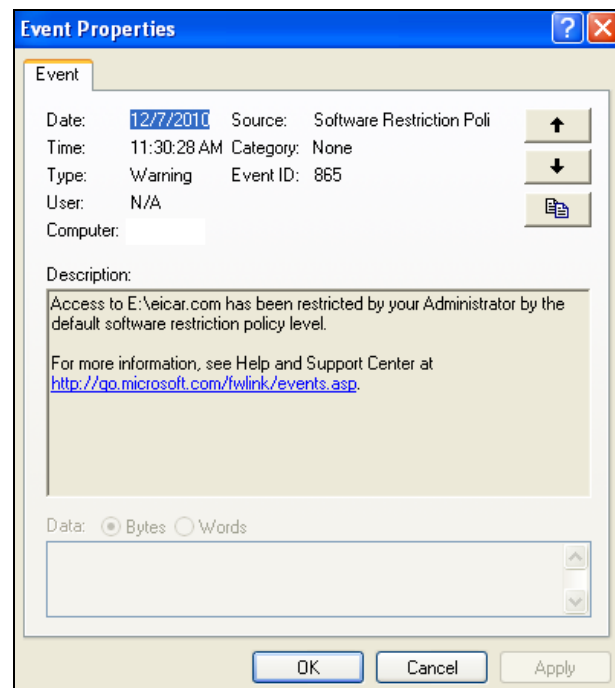 Event Properties
Event
Date: 12/7/2010 Source: Software Restriction Poli
Time: 11:30:28 AM Category: None
Type: Warning Event ID: 865
User: N/A
Computer:
Description:
Access to E:\eicar.com has been restricted by your Administrator by the
default software restriction policy level.
For more information, see Help and Support Center at
http://go.microsoft.com/fwlink/events.asp.
Data: Bytes Words
OK Cancel Apply